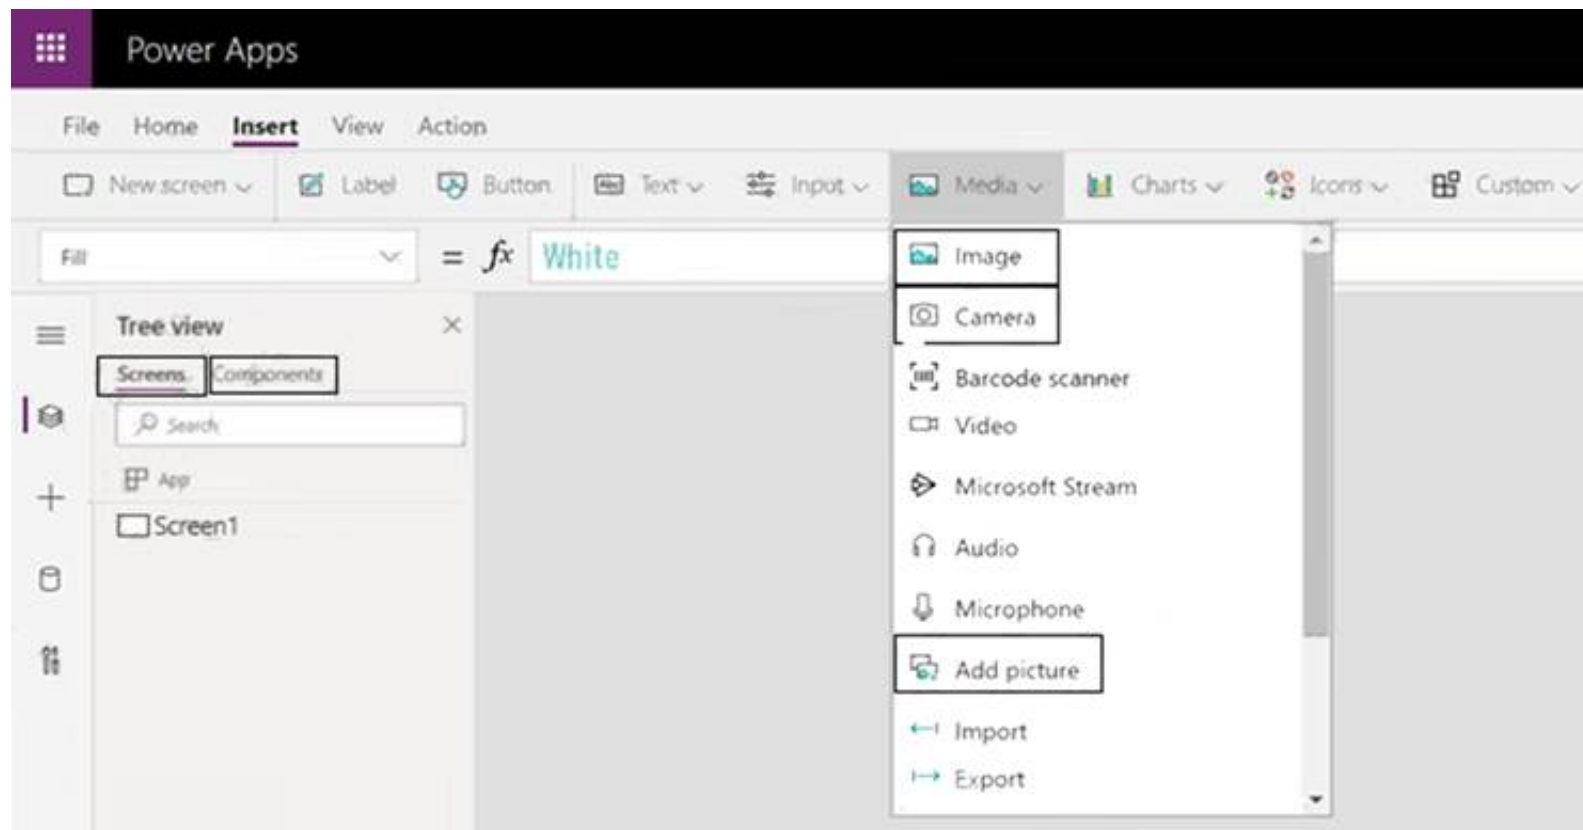 Power Apps
File Home Insert View Action
New screen Label Button Abc Text Input Media Charts Icons Custom
Fill = fx White
Tree view
Screens Components
Search
App
Screen1
Image
Camera
Barcode scanner
Video
Microsoft Stream
Audio
Microphone
Add picture
Import
Export